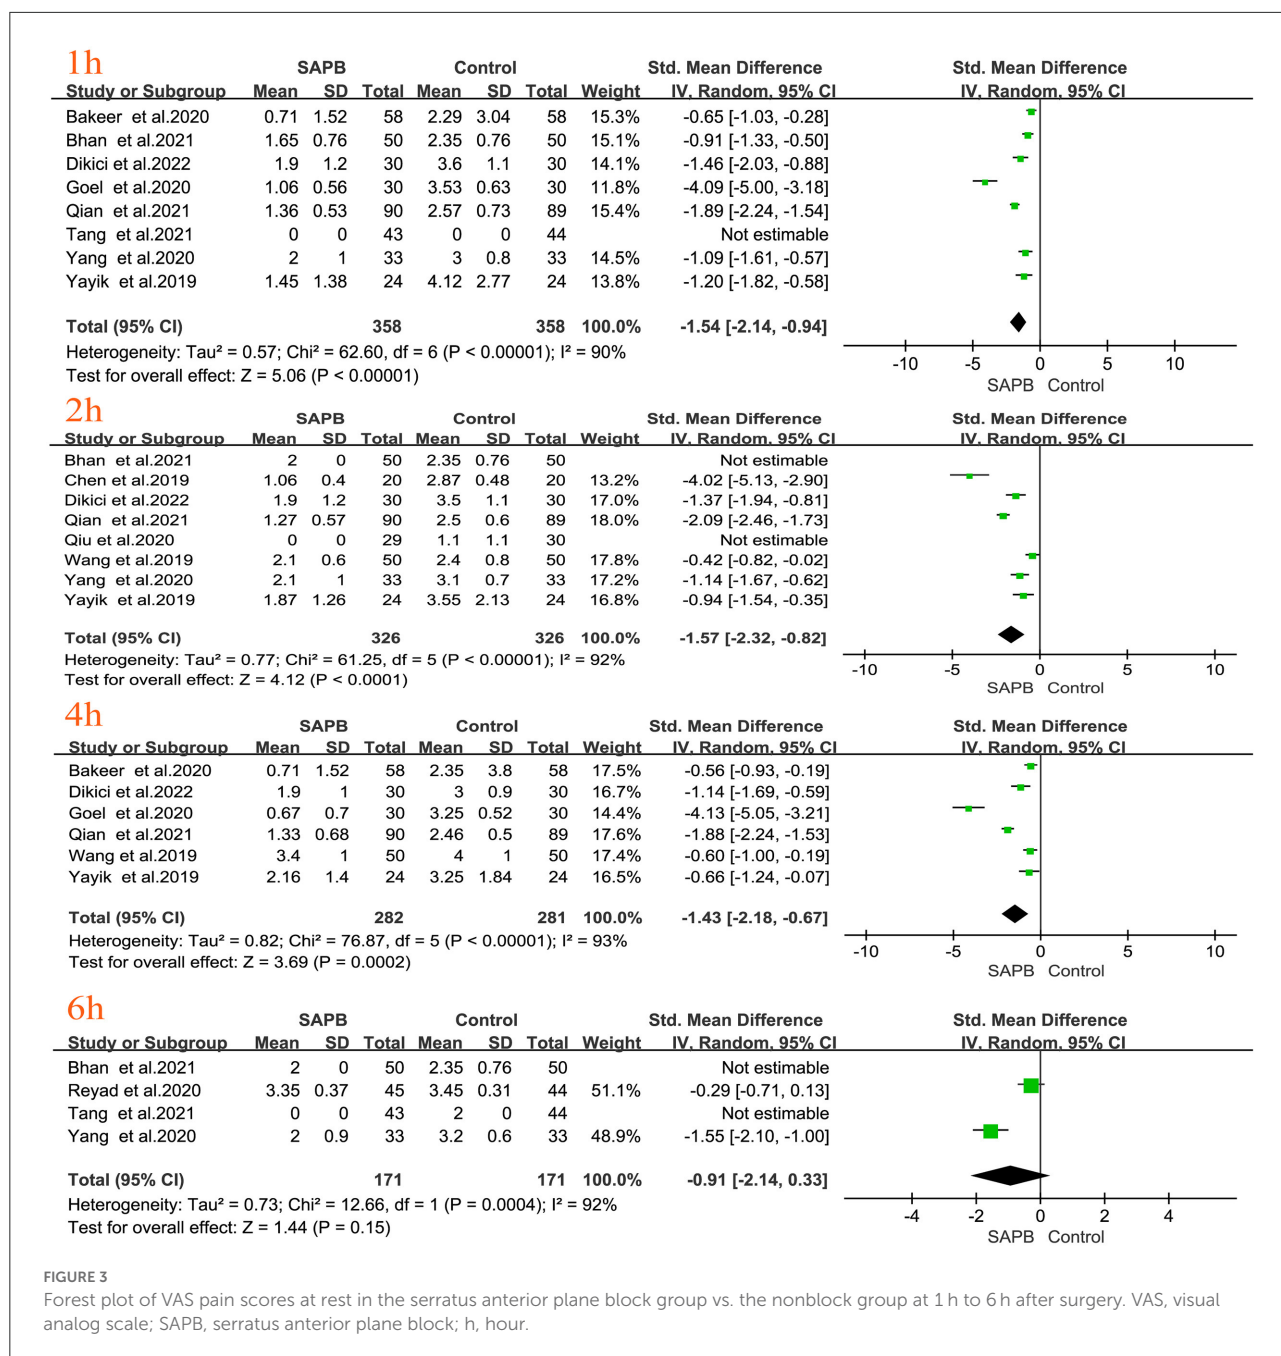 1h
SAPB Control Std. Mean Difference Std. Mean Difference
Study or Subgroup Mean SD Total Mean SD Total Weight IV, Random, 95% CI IV, Random, 95% CI
Bakeer et al.2020 0.71 1.52 58 2.29 3.04 58 15.3% -0.65 [-1.03, -0.28]
Bhan et al.2021 1.65 0.76 50 2.35 0.76 50 15.1% -0.91 [-1.33, -0.50]
Dikici et al.2022 1.9 1.2 30 3.6 1.1 30 14.1% -1.46 [-2.03, -0.88]
Goel et al.2020 1.06 0.56 30 3.53 0.63 30 11.8% -4.09 [-5.00, -3.18]
Qian et al.2021 1.36 0.53 90 2.57 0.73 89 15.4% -1.89 [-2.24, -1.54]
Tang et al.2021 0 0 43 0 0 44 Not estimable
Yang et al.2020 2 1 33 3 0.8 33 14.5% -1.09 [-1.61, -0.57]
Yayik et al.2019 1.45 1.38 24 4.12 2.77 24 13.8% -1.20 [-1.82, -0.58]
Total (95% CI) 358 358 100.0% -1.54 [-2.14, -0.94]
Heterogeneity: Tau² = 0.57; Chi² = 62.60, df = 6 (P < 0.00001); I² = 90%
Test for overall effect: Z = 5.06 (P < 0.00001)
-10 -5 0 5 10
SAPB Control
2h
SAPB Control Std. Mean Difference Std. Mean Difference
Study or Subgroup Mean SD Total Mean SD Total Weight IV, Random, 95% CI IV, Random, 95% CI
Bhan et al.2021 2 0 50 2.35 0.76 50 Not estimable
Chen et al.2019 1.06 0.4 20 2.87 0.48 20 13.2% -4.02 [-5.13, -2.90]
Dikici et al.2022 1.9 1.2 30 3.5 1.1 30 17.0% -1.37 [-1.94, -0.81]
Qian et al.2021 1.27 0.57 90 2.5 0.6 89 18.0% -2.09 [-2.46, -1.73]
Qiu et al.2020 0 0 29 1.1 1.1 30 Not estimable
Wang et al.2019 2.1 0.6 50 2.4 0.8 50 17.8% -0.42 [-0.82, -0.02]
Yang et al.2020 2.1 1 33 3.1 0.7 33 17.2% -1.14 [-1.67, -0.62]
Yayik et al.2019 1.87 1.26 24 3.55 2.13 24 16.8% -0.94 [-1.54, -0.35]
Total (95% CI) 326 326 100.0% -1.57 [-2.32, -0.82]
Heterogeneity: Tau² = 0.77; Chi² = 61.25, df = 5 (P < 0.00001); I² = 92%
Test for overall effect: Z = 4.12 (P < 0.0001)
-10 -5 0 5 10
SAPB Control
4h
SAPB Control Std. Mean Difference Std. Mean Difference
Study or Subgroup Mean SD Total Mean SD Total Weight IV, Random, 95% CI IV, Random, 95% CI
Bakeer et al.2020 0.71 1.52 58 2.35 3.8 58 17.5% -0.56 [-0.93, -0.19]
Dikici et al.2022 1.9 1 30 3 0.9 30 16.7% -1.14 [-1.69, -0.59]
Goel et al.2020 0.67 0.7 30 3.25 0.52 30 14.4% -4.13 [-5.05, -3.21]
Qian et al.2021 1.33 0.68 90 2.46 0.5 89 17.6% -1.88 [-2.24, -1.53]
Wang et al.2019 3.4 1 50 4 1 50 17.4% -0.60 [-1.00, -0.19]
Yayik et al.2019 2.16 1.4 24 3.25 1.84 24 16.5% -0.66 [-1.24, -0.07]
Total (95% CI) 282 281 100.0% -1.43 [-2.18, -0.67]
Heterogeneity: Tau² = 0.82; Chi² = 76.87, df = 5 (P < 0.00001); I² = 93%
Test for overall effect: Z = 3.69 (P = 0.0002)
-10 -5 0 5 10
SAPB Control
6h
SAPB Control Std. Mean Difference Std. Mean Difference
Study or Subgroup Mean SD Total Mean SD Total Weight IV, Random, 95% CI IV, Random, 95% CI
Bhan et al.2021 2 0 50 2.35 0.76 50 Not estimable
Reyad et al.2020 3.35 0.37 45 3.45 0.31 44 51.1% -0.29 [-0.71, 0.13]
Tang et al.2021 0 0 43 2 0 44 Not estimable
Yang et al.2020 2 0.9 33 3.2 0.6 33 48.9% -1.55 [-2.10, -1.00]
Total (95% CI) 171 171 100.0% -0.91 [-2.14, 0.33]
Heterogeneity: Tau² = 0.73; Chi² = 12.66, df = 1 (P = 0.0004); I² = 92%
Test for overall effect: Z = 1.44 (P = 0.15)
-4 -2 0 2 4
SAPB Control
FIGURE 3
Forest plot of VAS pain scores at rest in the serratus anterior plane block group vs. the nonblock group at 1 h to 6 h after surgery. VAS, visual
analog scale; SAPB, serratus anterior plane block; h, hour.